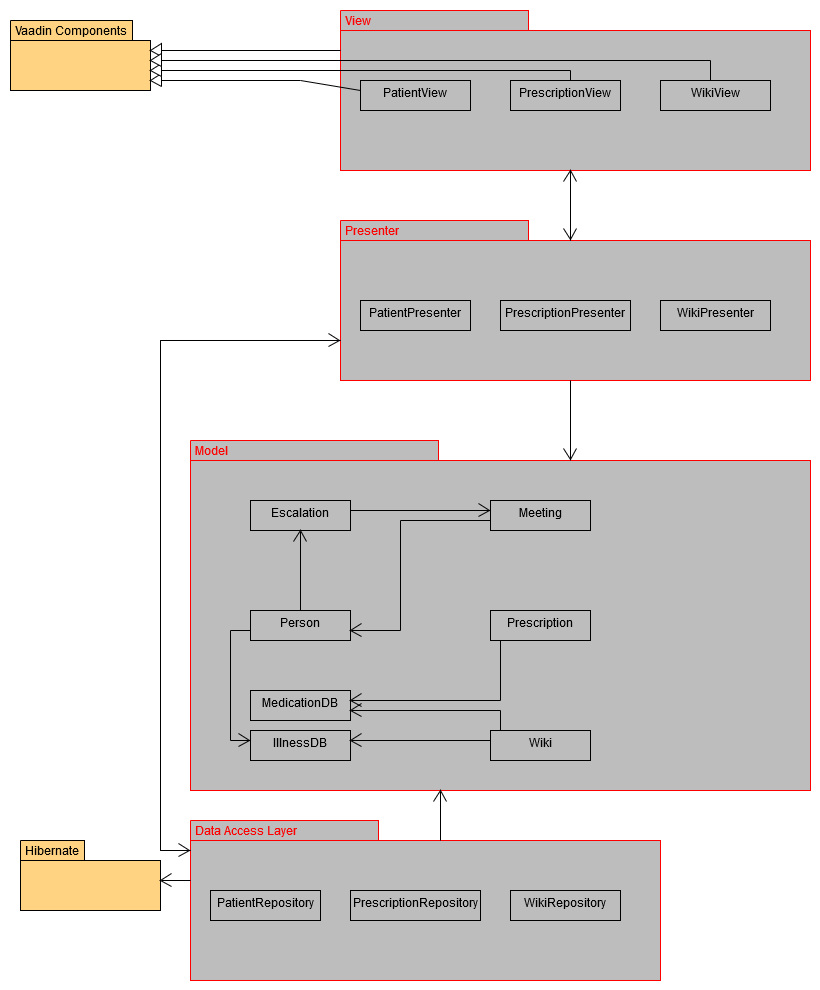 View
Vaadin Components
PatientView
PrescriptionView
WikiView
Presenter
PatientPresenter
PrescriptionPresenter
WikiPresenter
Model
Escalation
Meeting
Person
Prescription
MedicationDB
IllnessDB
Wiki
Data Access Layer
Hibernate
PatientRepository
PrescriptionRepository
WikiRepository